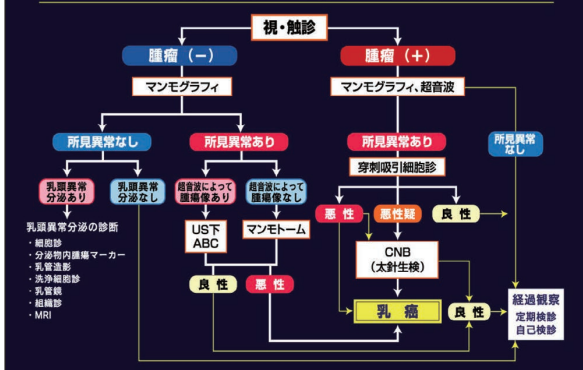 視・触診
腫瘤（－）
腫瘤（＋）
マンモグラフィ
マンモグラフィ、超音波
所見異常なし
所見異常あり
所見異常あり
所見異常
なし
穿刺吸引細胞診
乳頭異常
分泌あり
乳頭異常
分泌なし
超音波によって
腫瘍像あり
超音波によって
腫瘍像なし
悪性
悪性疑
良性
乳頭異常分泌の診断
・細胞診
・分泌物内腫瘍マーカー
・乳管造影
・洗浄細胞診
・乳管鏡
・組織診
・MRI
US下
ABC
マンモトーム
CNB
（太針生検）
良性
悪性
乳癌
良性
経過観察
定期検診
自己検診